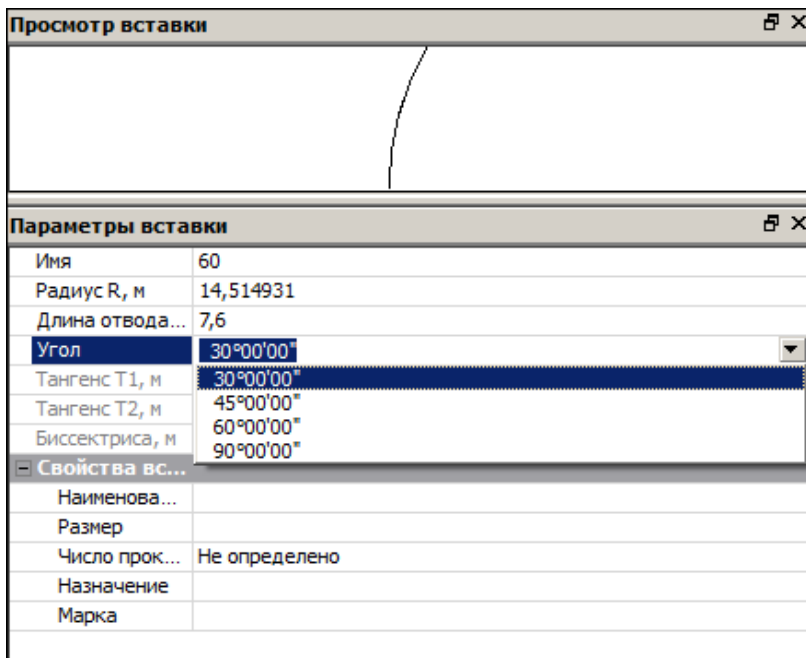 Просмотр вставки
Параметры вставки
Имя 60
Радиус R, м 14,514931
Длина отвода... 7,6
Угол 30°00'00"
Тангенс T1, м 30°00'00"
45°00'00"
Тангенс T2, м
60°00'00"
Биссектриса, м
90°00'00"
Свойства вс...
Наименова...
Размер
Число прок... Не определено
Назначение
Марка